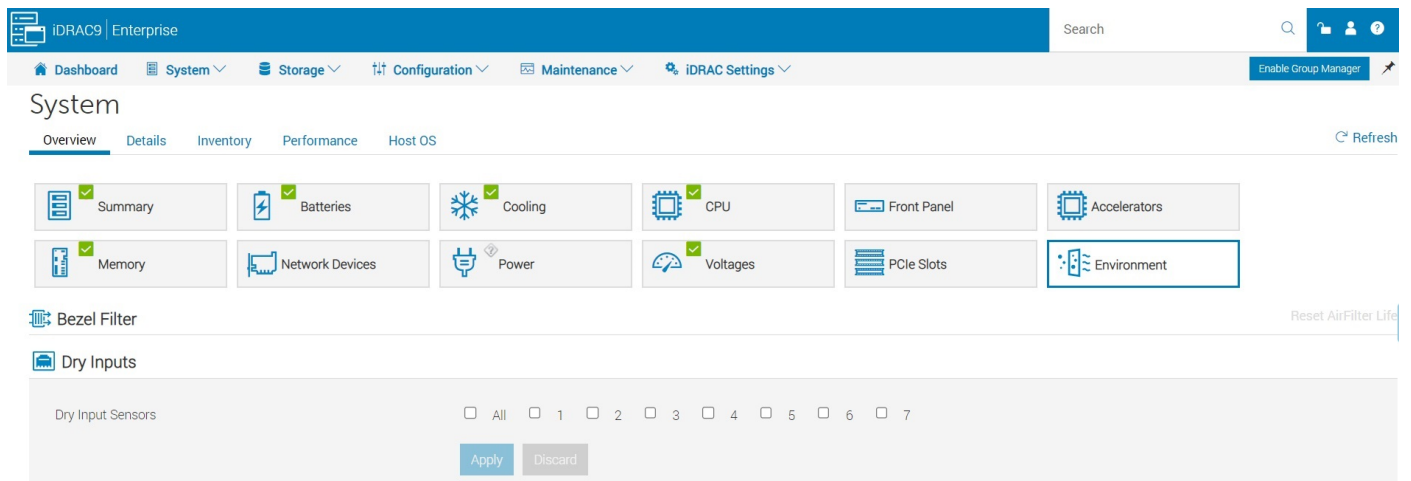 iDRAC9 | Enterprise Search
Dashboard System Storage Configuration Maintenance iDRAC Settings Enable Group Manager
System
Overview Details Inventory Performance Host OS Refresh
Summary Batteries Cooling CPU Front Panel Accelerators
Memory Network Devices Power Voltages PCIe Slots Environment
Bezel Filter Reset AirFilter Life
Dry Inputs
Dry Input Sensors All 1 2 3 4 5 6 7
Apply Discard